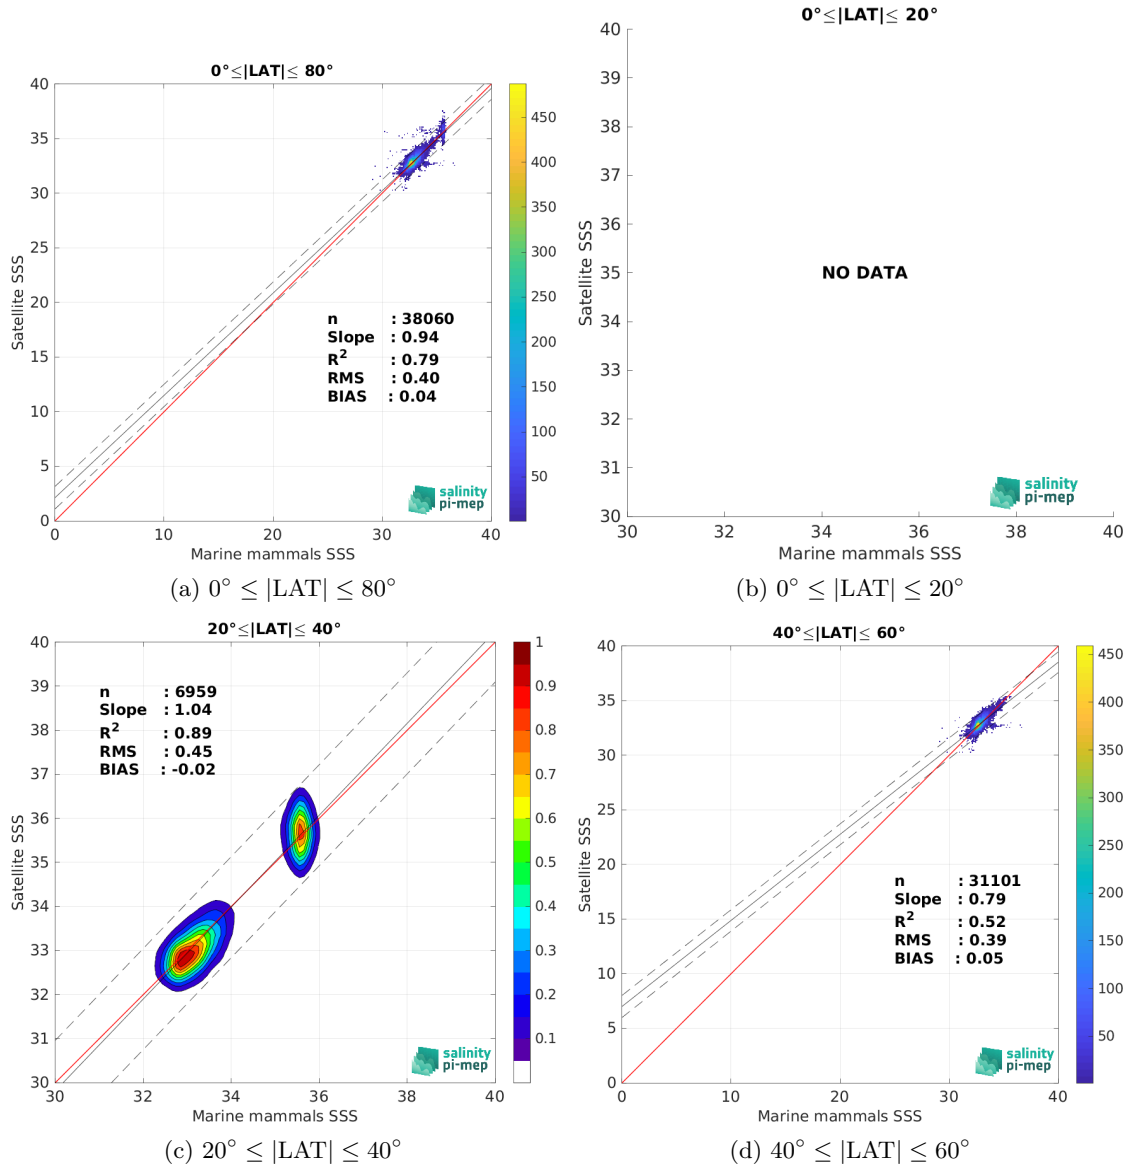 0°≤|LAT|≤ 80°
40
35
30
25
20
15
10
5
0
Satellite SSS
0
10
20
30
40
Marine mammals SSS
n : 38060
Slope : 0.94
R² : 0.79
RMS : 0.40
BIAS : 0.04
salinity
pi-mep
450
400
350
300
250
200
150
100
50
(a) 0° ≤ |LAT| ≤ 80°
0°≤|LAT|≤ 20°
40
39
38
37
36
35
34
33
32
31
30
Satellite SSS
NO DATA
salinity
pi-mep
30
32
34
36
38
40
Marine mammals SSS
(b) 0° ≤ |LAT| ≤ 20°
20°≤|LAT|≤ 40°
40
39
38
37
36
35
34
33
32
31
30
Satellite SSS
n : 6959
Slope : 1.04
R² : 0.89
RMS : 0.45
BIAS : -0.02
salinity
pi-mep
30
32
34
36
38
40
Marine mammals SSS
1
0.9
0.8
0.7
0.6
0.5
0.4
0.3
0.2
0.1
(c) 20° ≤ |LAT| ≤ 40°
40°≤|LAT|≤ 60°
40
35
30
25
20
15
10
5
0
Satellite SSS
n : 31101
Slope : 0.79
R² : 0.52
RMS : 0.39
BIAS : 0.05
salinity
pi-mep
0
10
20
30
40
Marine mammals SSS
450
400
350
300
250
200
150
100
50
(d) 40° ≤ |LAT| ≤ 60°